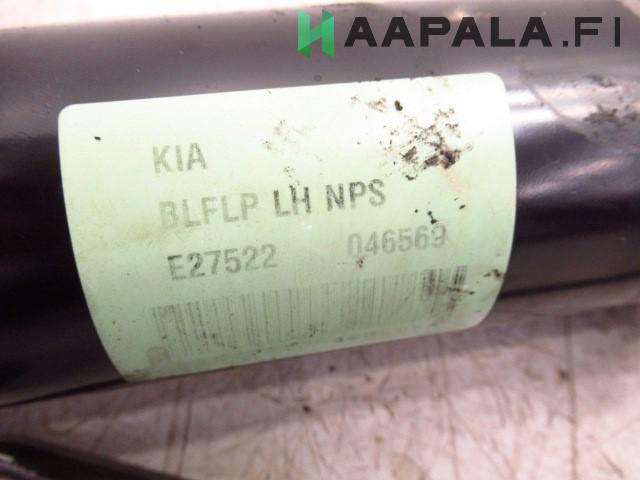 HAAPALA.FI
KIA
BLFLP LH NPS
E27522 046569